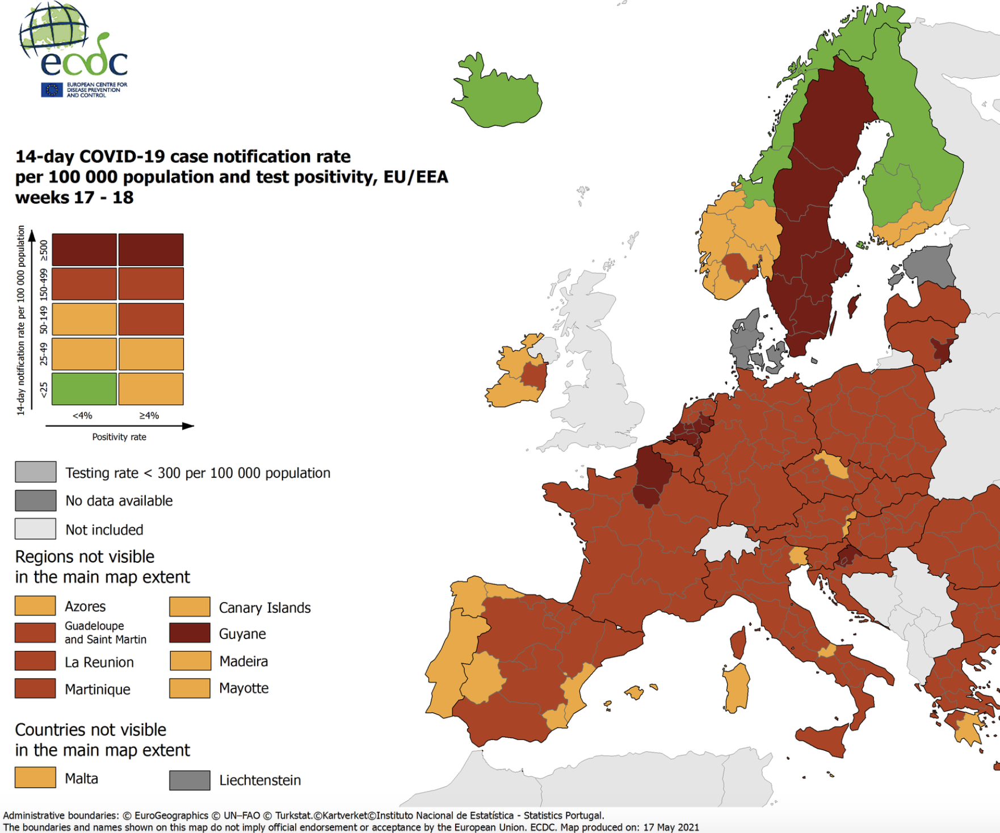 ecdc
EUROPEAN CENTRE FOR
DISEASE PREVENTION
AND CONTROL
14-day COVID-19 case notification rate
per 100 000 population and test positivity, EU/EEA
weeks 17 - 18
14-day notification rate per 100 000 population
≥500
150-499
50-149
25-49
<25
<4%
≥4%
Positivity rate
Testing rate < 300 per 100 000 population
No data available
Not included
Regions not visible
in the main map extent
Azores
Canary Islands
Guadeloupe
and Saint Martin
Guyane
La Reunion
Madeira
Martinique
Mayotte
Countries not visible
in the main map extent
Malta
Liechtenstein
Administrative boundaries: © EuroGeographics © UN–FAO © Turkstat.©Kartverket©Instituto Nacional de Estatística - Statistics Portugal.
The boundaries and names shown on this map do not imply official endorsement or acceptance by the European Union. ECDC. Map produced on: 17 May 2021